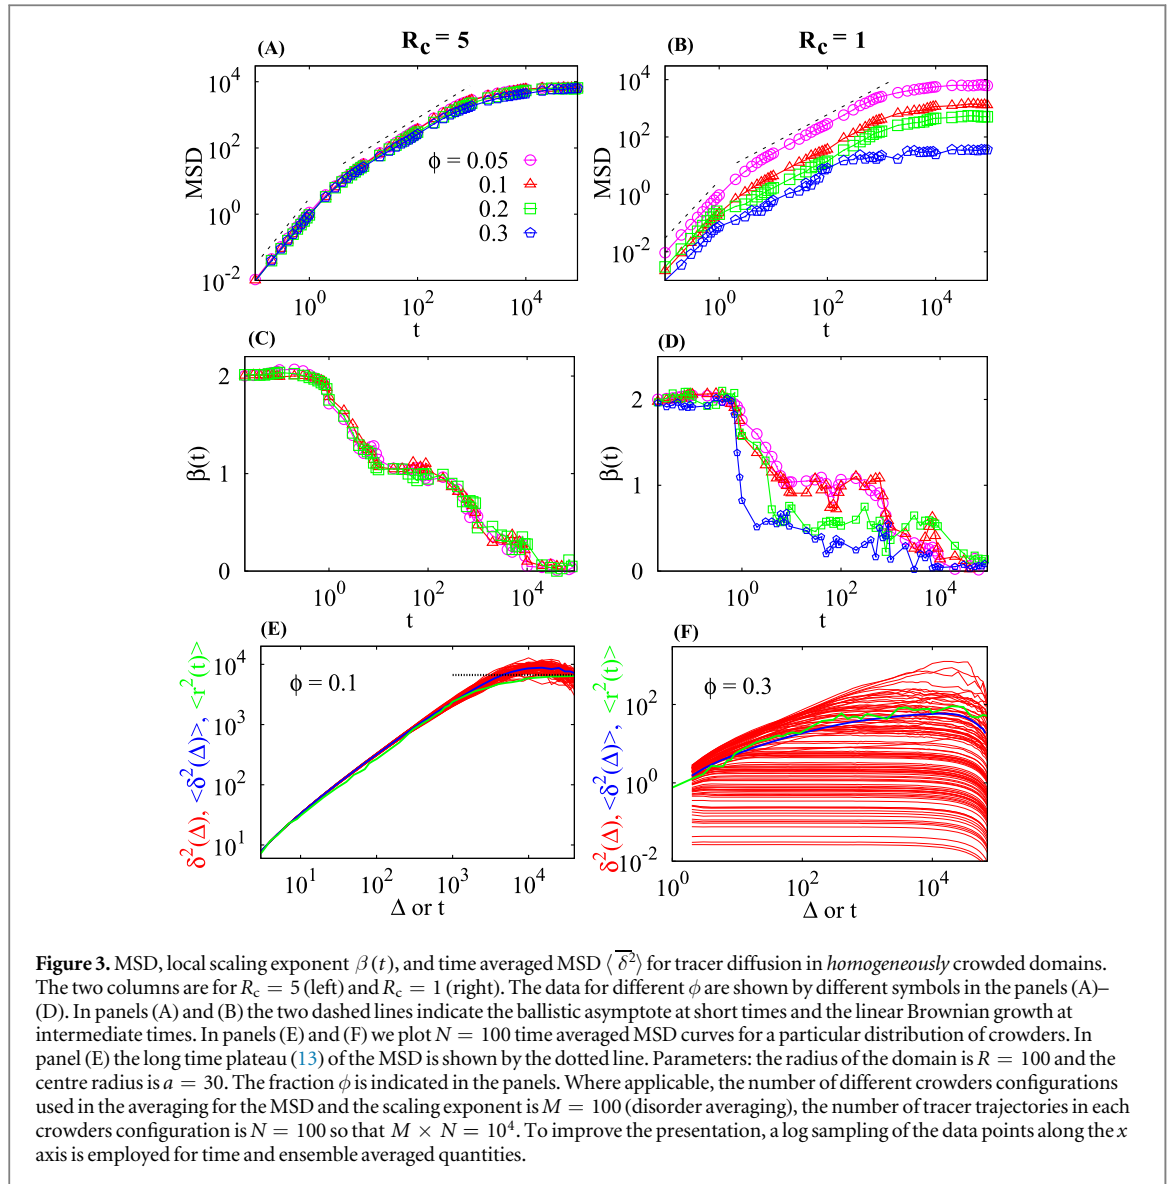 R_c = 5
R_c = 1
(A)
(B)
10^4
10^2
10^0
10^-2
MSD
ϕ = 0.05
0.1
0.2
0.3
10^0
10^2
10^4
t
10^4
10^2
10^0
10^-2
MSD
10^0
10^2
10^4
t
(C)
(D)
2
1
0
β(t)
10^0
10^2
10^4
t
2
1
0
β(t)
10^0
10^2
10^4
t
(E)
(F)
10^4
10^3
10^2
10^1
δ^2(Δ), <δ^2(Δ)>, <r^2(t)>
ϕ = 0.1
10^1
10^2
10^3
10^4
Δ or t
10^2
10^0
10^-2
δ^2(Δ), <δ^2(Δ)>, <r^2(t)>
ϕ = 0.3
10^0
10^2
10^4
Δ or t
Figure 3. MSD, local scaling exponent β(t), and time averaged MSD ⟨δ̅²⟩ for tracer diffusion in homogeneously crowded domains.
The two columns are for R_c = 5 (left) and R_c = 1 (right). The data for different ϕ are shown by different symbols in the panels (A)–
(D). In panels (A) and (B) the two dashed lines indicate the ballistic asymptote at short times and the linear Brownian growth at
intermediate times. In panels (E) and (F) we plot N = 100 time averaged MSD curves for a particular distribution of crowders. In
panel (E) the long time plateau (13) of the MSD is shown by the dotted line. Parameters: the radius of the domain is R = 100 and the
centre radius is a = 30. The fraction ϕ is indicated in the panels. Where applicable, the number of different crowders configurations
used in the averaging for the MSD and the scaling exponent is M = 100 (disorder averaging), the number of tracer trajectories in each
crowders configuration is N = 100 so that M × N = 10^4. To improve the presentation, a log sampling of the data points along the x
axis is employed for time and ensemble averaged quantities.